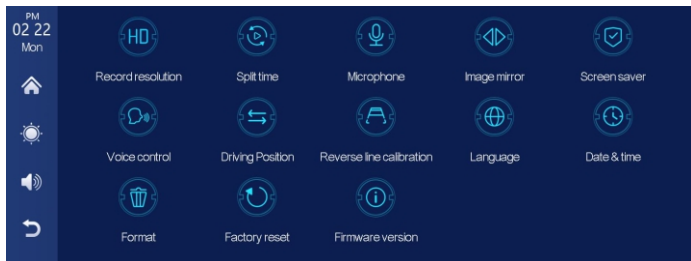 PM
02 22
Mon
HD
Record resolution
Split time
Microphone
Image mirror
Screen saver
Voice control
Driving Position
Reverse line calibration
Language
Date & time
Format
Factory reset
Firmware version